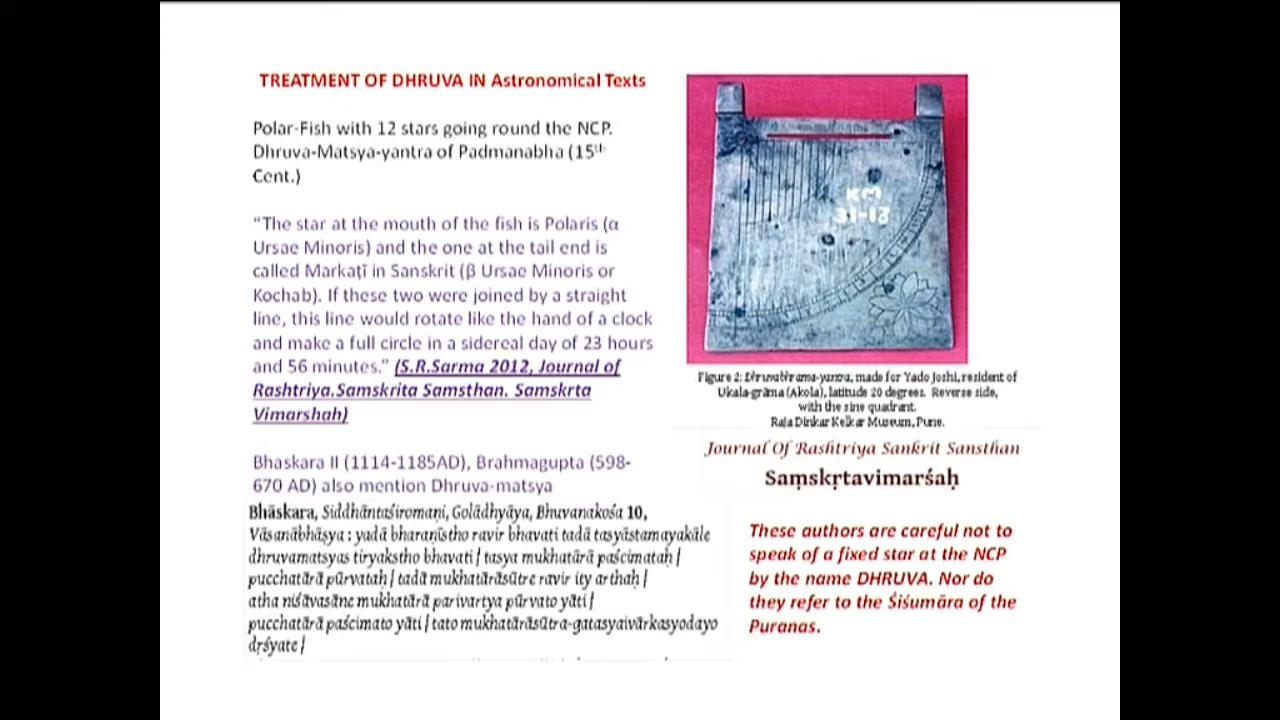 TREATMENT OF DHRUVA IN Astronomical Texts
Polar-Fish with 12 stars going round the NCP.
Dhruva-Matsya-yantra of Padmanabha (15th
Cent.)
“The star at the mouth of the fish is Polaris (α
Ursae Minoris) and the one at the tail end is
called Markaṭī in Sanskrit (β Ursae Minoris or
Kochab). If these two were joined by a straight
line, this line would rotate like the hand of a clock
and make a full circle in a sidereal day of 23 hours
and 56 minutes.” (S.R.Sarma 2012, Journal of
Rashtriya.Samskrita Samsthan. Samskrta
Vimarshah)
Bhaskara II (1114-1185AD), Brahmagupta (598-
670 AD) also mention Dhruva-matsya
Bhāskara, Siddhāntaśiromaṇi, Golādhyāya, Bhuvanakośa 10,
Vāsanābhāṣya : yadā bharaṇīstho ravir bhavati tadā tasyāstamayakāle
dhruvamatsyas tiryakstho bhavati | tasya mukhatārā paścimataḥ |
pucchatārā pūrvataḥ | tadā mukhatārāsūtre ravir ity arthaḥ |
atha niśāvasāne mukhatārā parivartya pūrvato yāti |
pucchatārā paścimato yāti | tato mukhatārāsūtra-gatasyaivārkasyodayo
dṛśyate |
KM
31-18
Figure 2: Dhruvabhrama-yantra, made for Yado Joshi, resident of
Ukala-grāma (Akola), latitude 20 degrees. Reverse side,
with the sine quadrant.
Raja Dinkar Kelkar Museum, Pune.
Journal Of Rashtriya Sankrit Sansthan
Saṃskṛtavimarśaḥ
These authors are careful not to
speak of a fixed star at the NCP
by the name DHRUVA. Nor do
they refer to the Śiśumāra of the
Puranas.